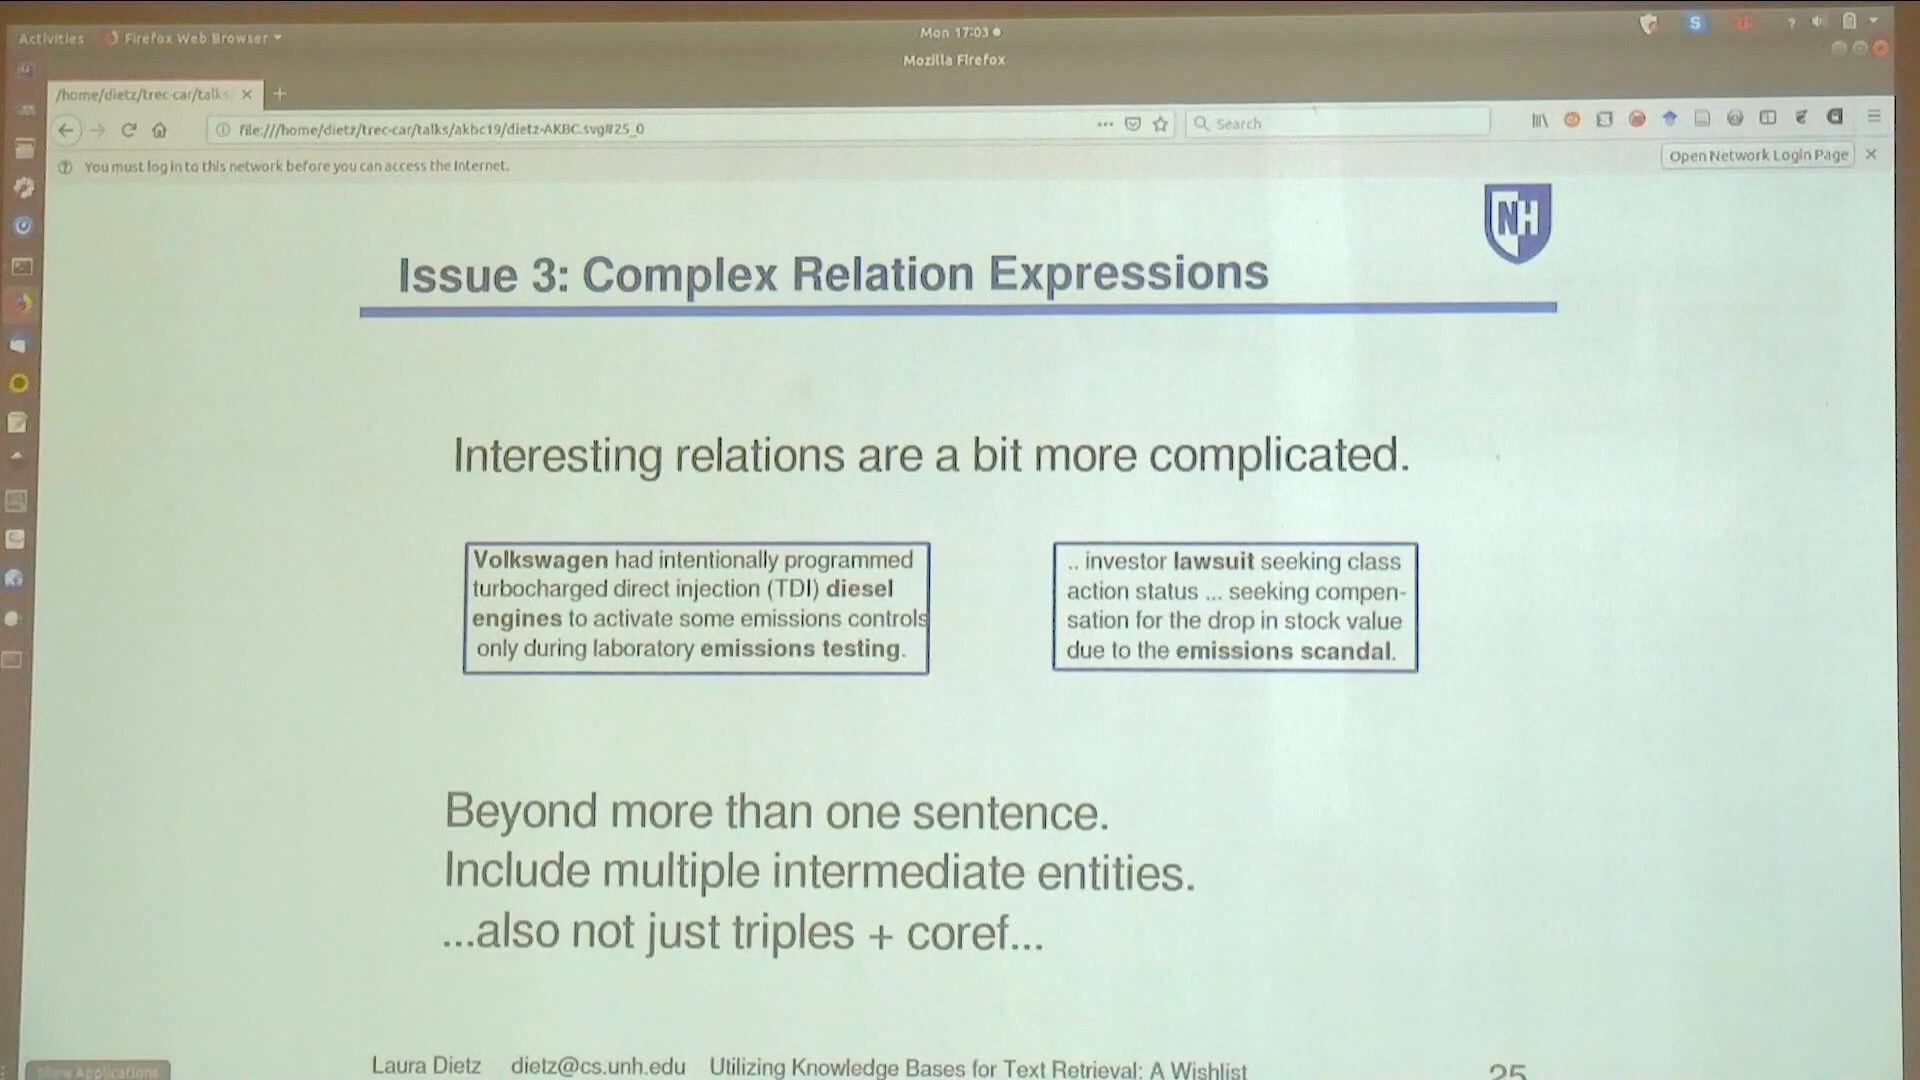 Activities Firefox Web Browser
Mon 17:03
Mozilla Firefox
/home/dietz/trec-car/talks
file:///home/dietz/trec-car/talks/akbc19/dietz-AKBC.svg#25_0
Search
You must log in to this network before you can access the Internet.
Open Network Login Page
NH
Issue 3: Complex Relation Expressions
Interesting relations are a bit more complicated.
Volkswagen had intentionally programmed
turbocharged direct injection (TDI) diesel
engines to activate some emissions controls
only during laboratory emissions testing.
.. investor lawsuit seeking class
action status ... seeking compen-
sation for the drop in stock value
due to the emissions scandal.
Beyond more than one sentence.
Include multiple intermediate entities.
...also not just triples + coref...
Laura Dietz dietz@cs.unh.edu Utilizing Knowledge Bases for Text Retrieval: A Wishlist
25
Show Applications